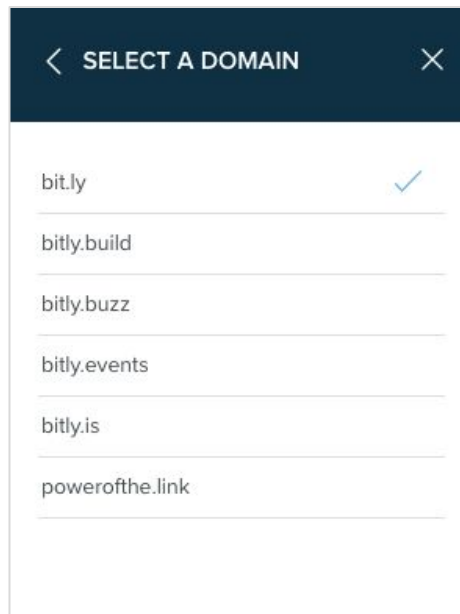 SELECT A DOMAIN
bit.ly
bitly.build
bitly.buzz
bitly.events
bitly.is
powerofthe.link